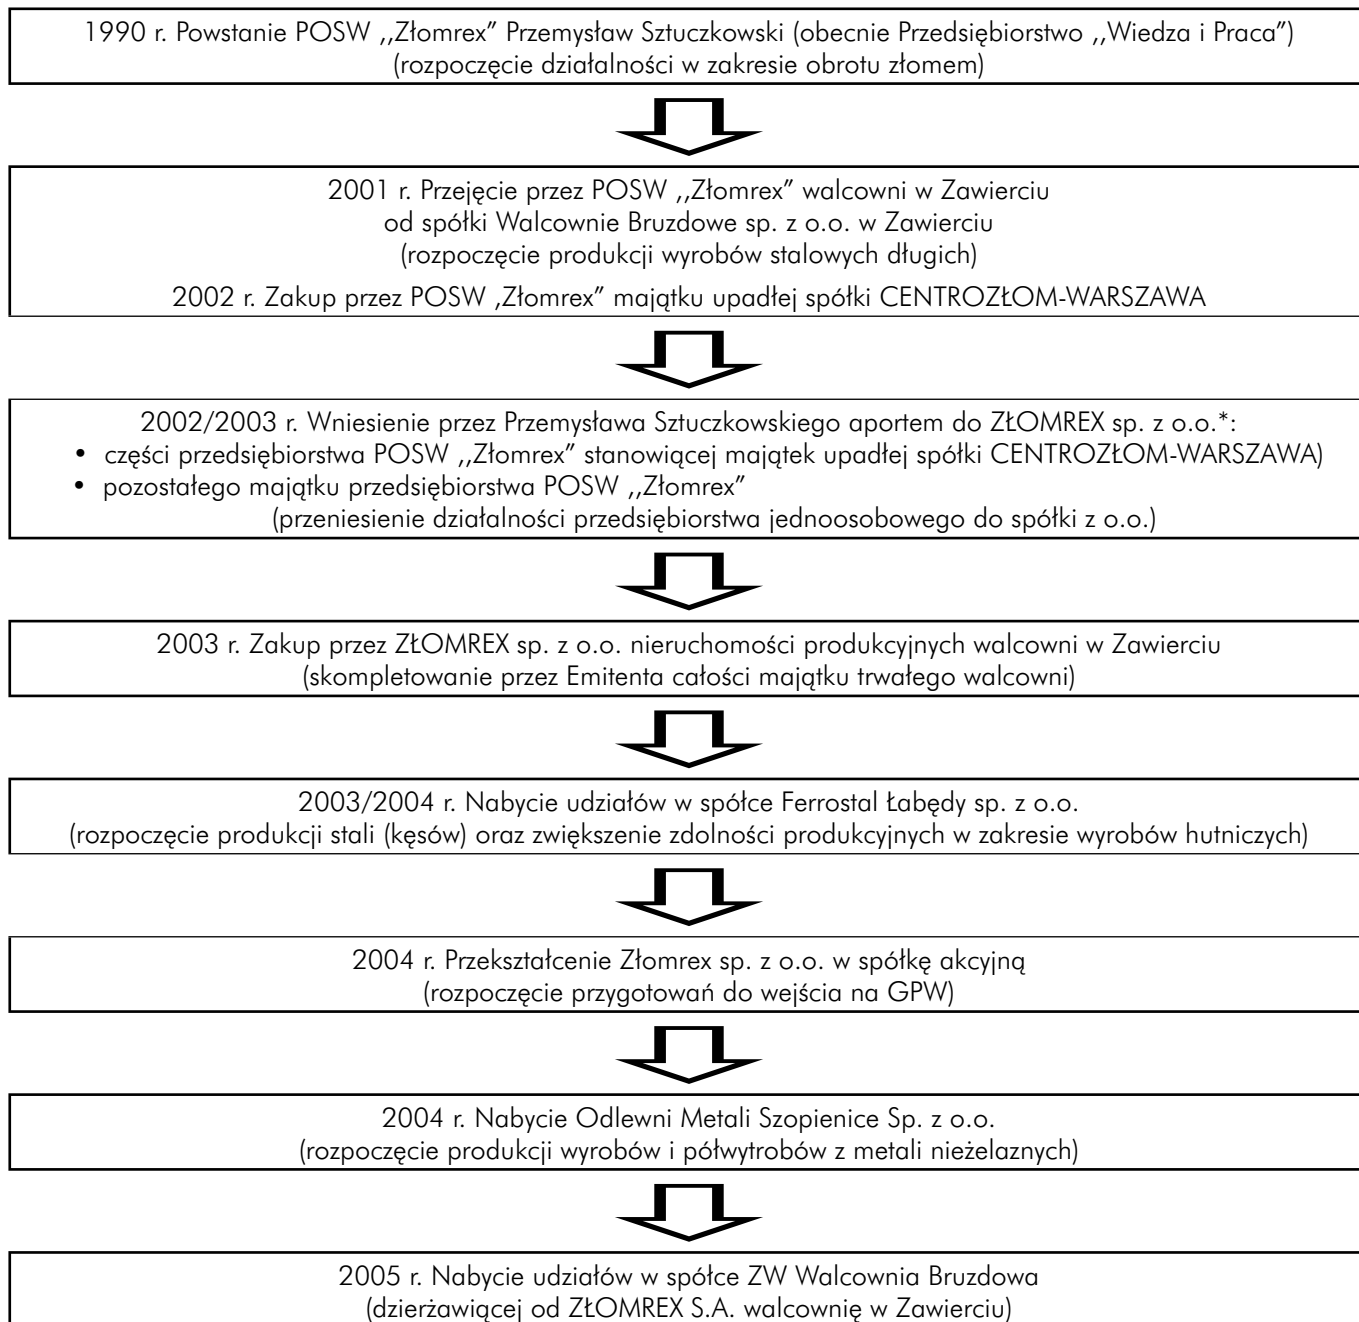 1990 r. Powstanie POSW ,,Złomrex” Przemysław Sztuczkowski (obecnie Przedsiębiorstwo ,,Wiedza i Praca”)
(rozpoczęcie działalności w zakresie obrotu złomem)
2001 r. Przejęcie przez POSW ,,Złomrex” walcowni w Zawierciu
od spółki Walcownie Bruzdowe sp. z o.o. w Zawierciu
(rozpoczęcie produkcji wyrobów stalowych długich)
2002 r. Zakup przez POSW ,Złomrex” majątku upadłej spółki CENTROZŁOM-WARSZAWA
2002/2003 r. Wniesienie przez Przemysława Sztuczkowskiego aportem do ZŁOMREX sp. z o.o.*:
• części przedsiębiorstwa POSW ,,Złomrex” stanowiącej majątek upadłej spółki CENTROZŁOM-WARSZAWA)
• pozostałego majątku przedsiębiorstwa POSW ,,Złomrex”
(przeniesienie działalności przedsiębiorstwa jednoosobowego do spółki z o.o.)
2003 r. Zakup przez ZŁOMREX sp. z o.o. nieruchomości produkcyjnych walcowni w Zawierciu
(skompletowanie przez Emitenta całości majątku trwałego walcowni)
2003/2004 r. Nabycie udziałów w spółce Ferrostal Łabędy sp. z o.o.
(rozpoczęcie produkcji stali (kęsów) oraz zwiększenie zdolności produkcyjnych w zakresie wyrobów hutniczych)
2004 r. Przekształcenie Złomrex sp. z o.o. w spółkę akcyjną
(rozpoczęcie przygotowań do wejścia na GPW)
2004 r. Nabycie Odlewni Metali Szopienice Sp. z o.o.
(rozpoczęcie produkcji wyrobów i półwytrobów z metali nieżelaznych)
2005 r. Nabycie udziałów w spółce ZW Walcownia Bruzdowa
(dzierżawiącej od ZŁOMREX S.A. walcownię w Zawierciu)